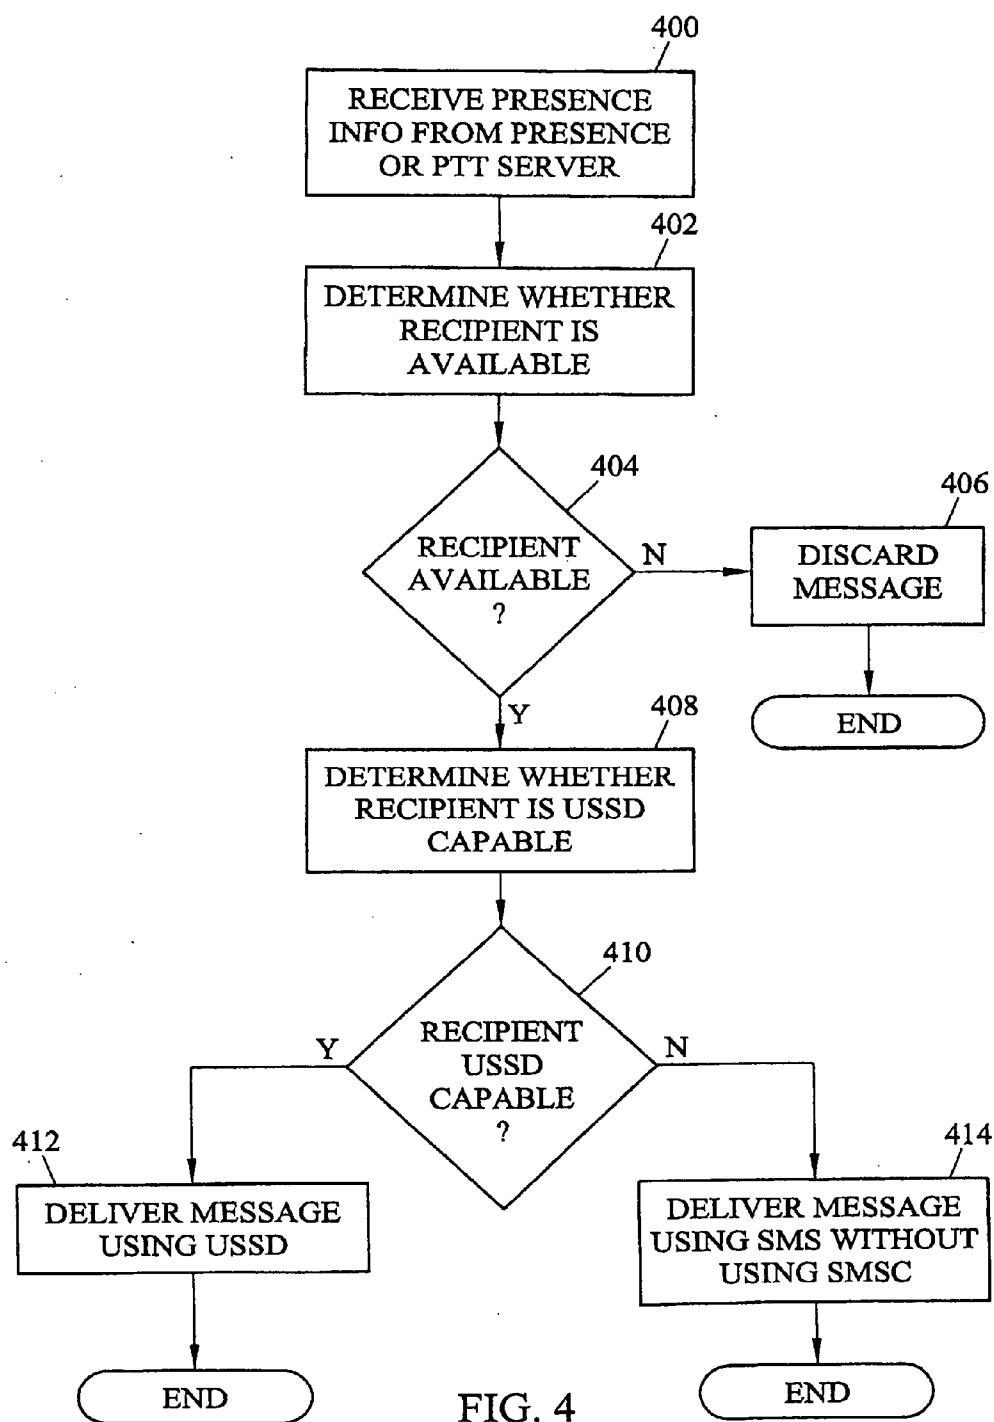 400
RECEIVE PRESENCE
INFO FROM PRESENCE
OR PTT SERVER
402
DETERMINE WHETHER
RECIPIENT IS
AVAILABLE
404
RECIPIENT
AVAILABLE
?
N
406
DISCARD
MESSAGE
END
Y
408
DETERMINE WHETHER
RECIPIENT IS USSD
CAPABLE
410
RECIPIENT
USSD
CAPABLE
?
Y
N
412
DELIVER MESSAGE
USING USSD
END
414
DELIVER MESSAGE
USING SMS WITHOUT
USING SMSC
END
FIG. 4